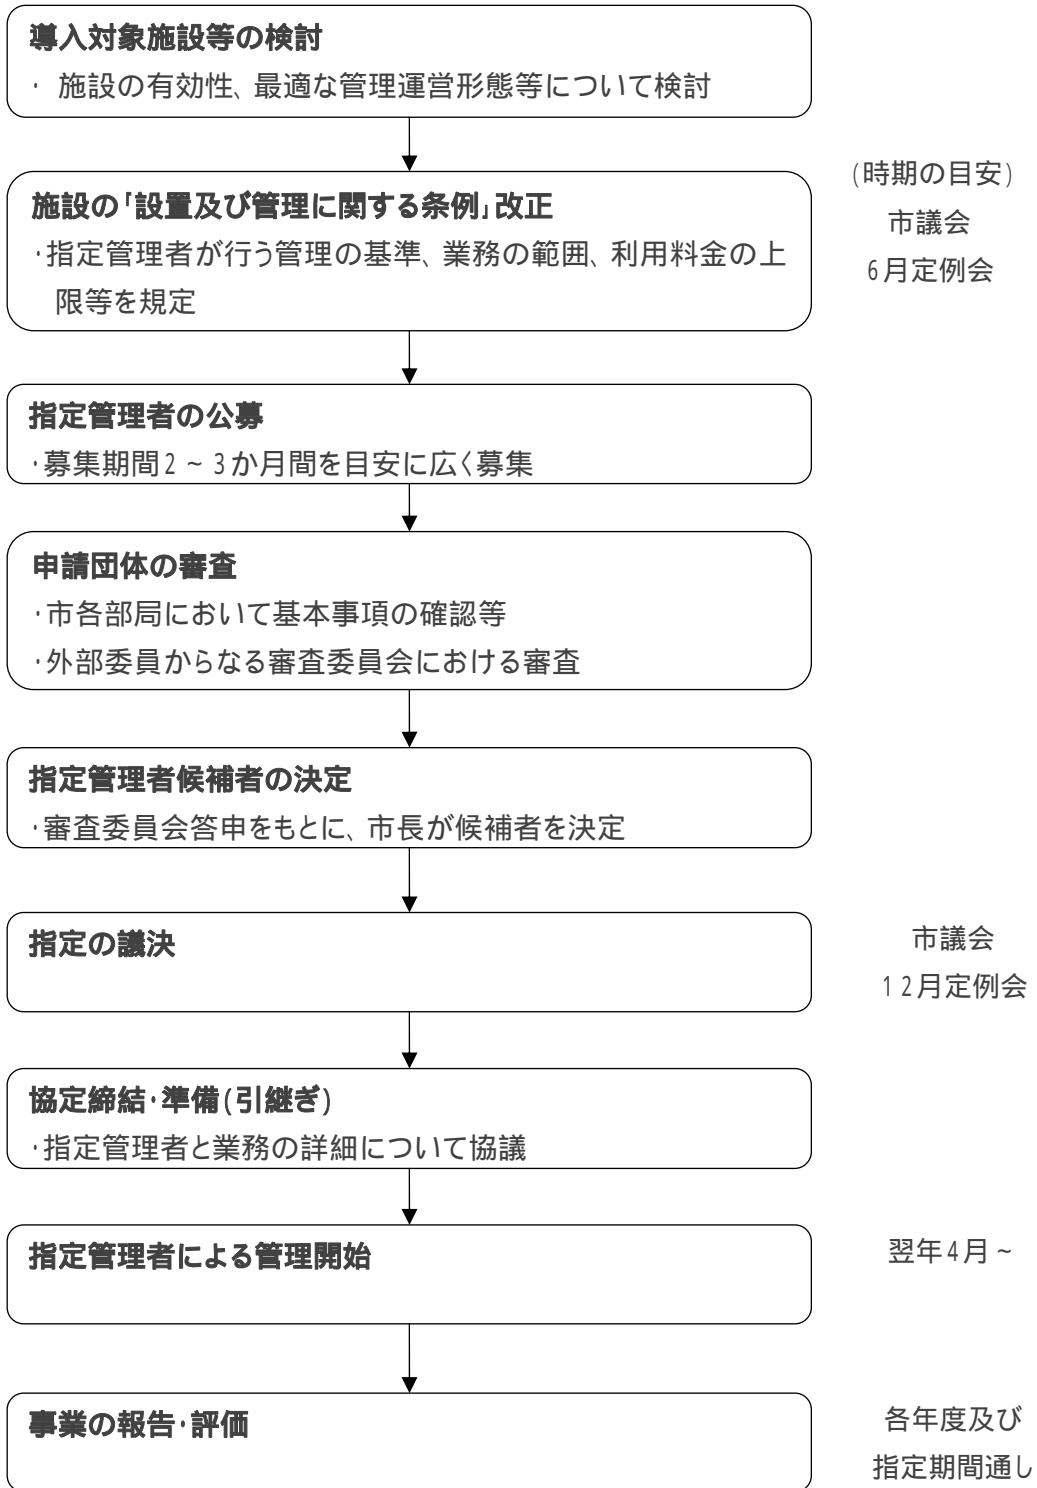 導入対象施設等の検討
· 施設の有効性、最適な管理運営形態等について検討
(時期の目安)
施設の「設置及び管理に関する条例」改正
市議会
·指定管理者が行う管理の基準、業務の範囲、利用料金の上
6月定例会
限等を規定
指定管理者の公募
·募集期間2~3か月間を目安に広く募集
申請団体の審査
·市各部局において基本事項の確認等
·外部委員からなる審査委員会における審査
指定管理者候補者の決定
·審査委員会答申をもとに、市長が候補者を決定
指定の議決
市議会
12月定例会
協定締結·準備(引継ぎ)
·指定管理者と業務の詳細について協議
指定管理者による管理開始
翌年4月~
事業の報告·評価
各年度及び
指定期間通し